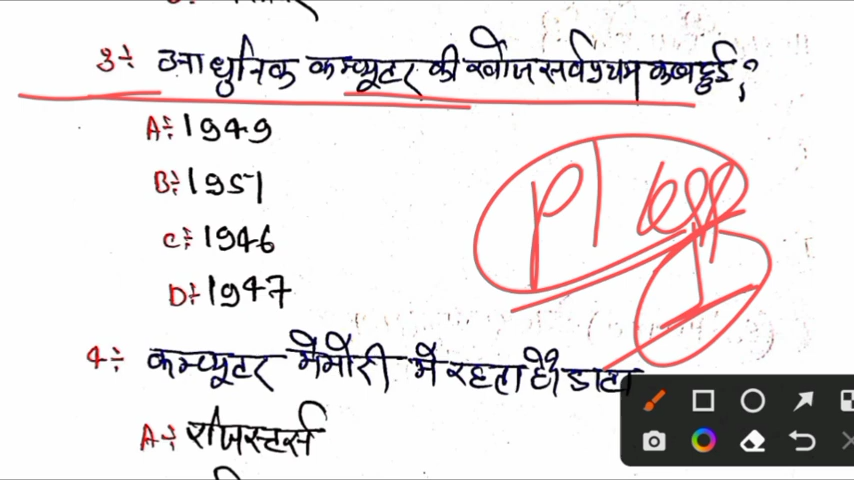 3÷ आधुनिक कम्प्यूटर की खोज सर्वप्रथम कब हुई?
A÷ 1949
B÷ 1951
C÷ 1946
D÷ 1947
4÷ कम्प्यूटर मेमोरी में रहता है। डाटा
A÷ रजिस्टर्स